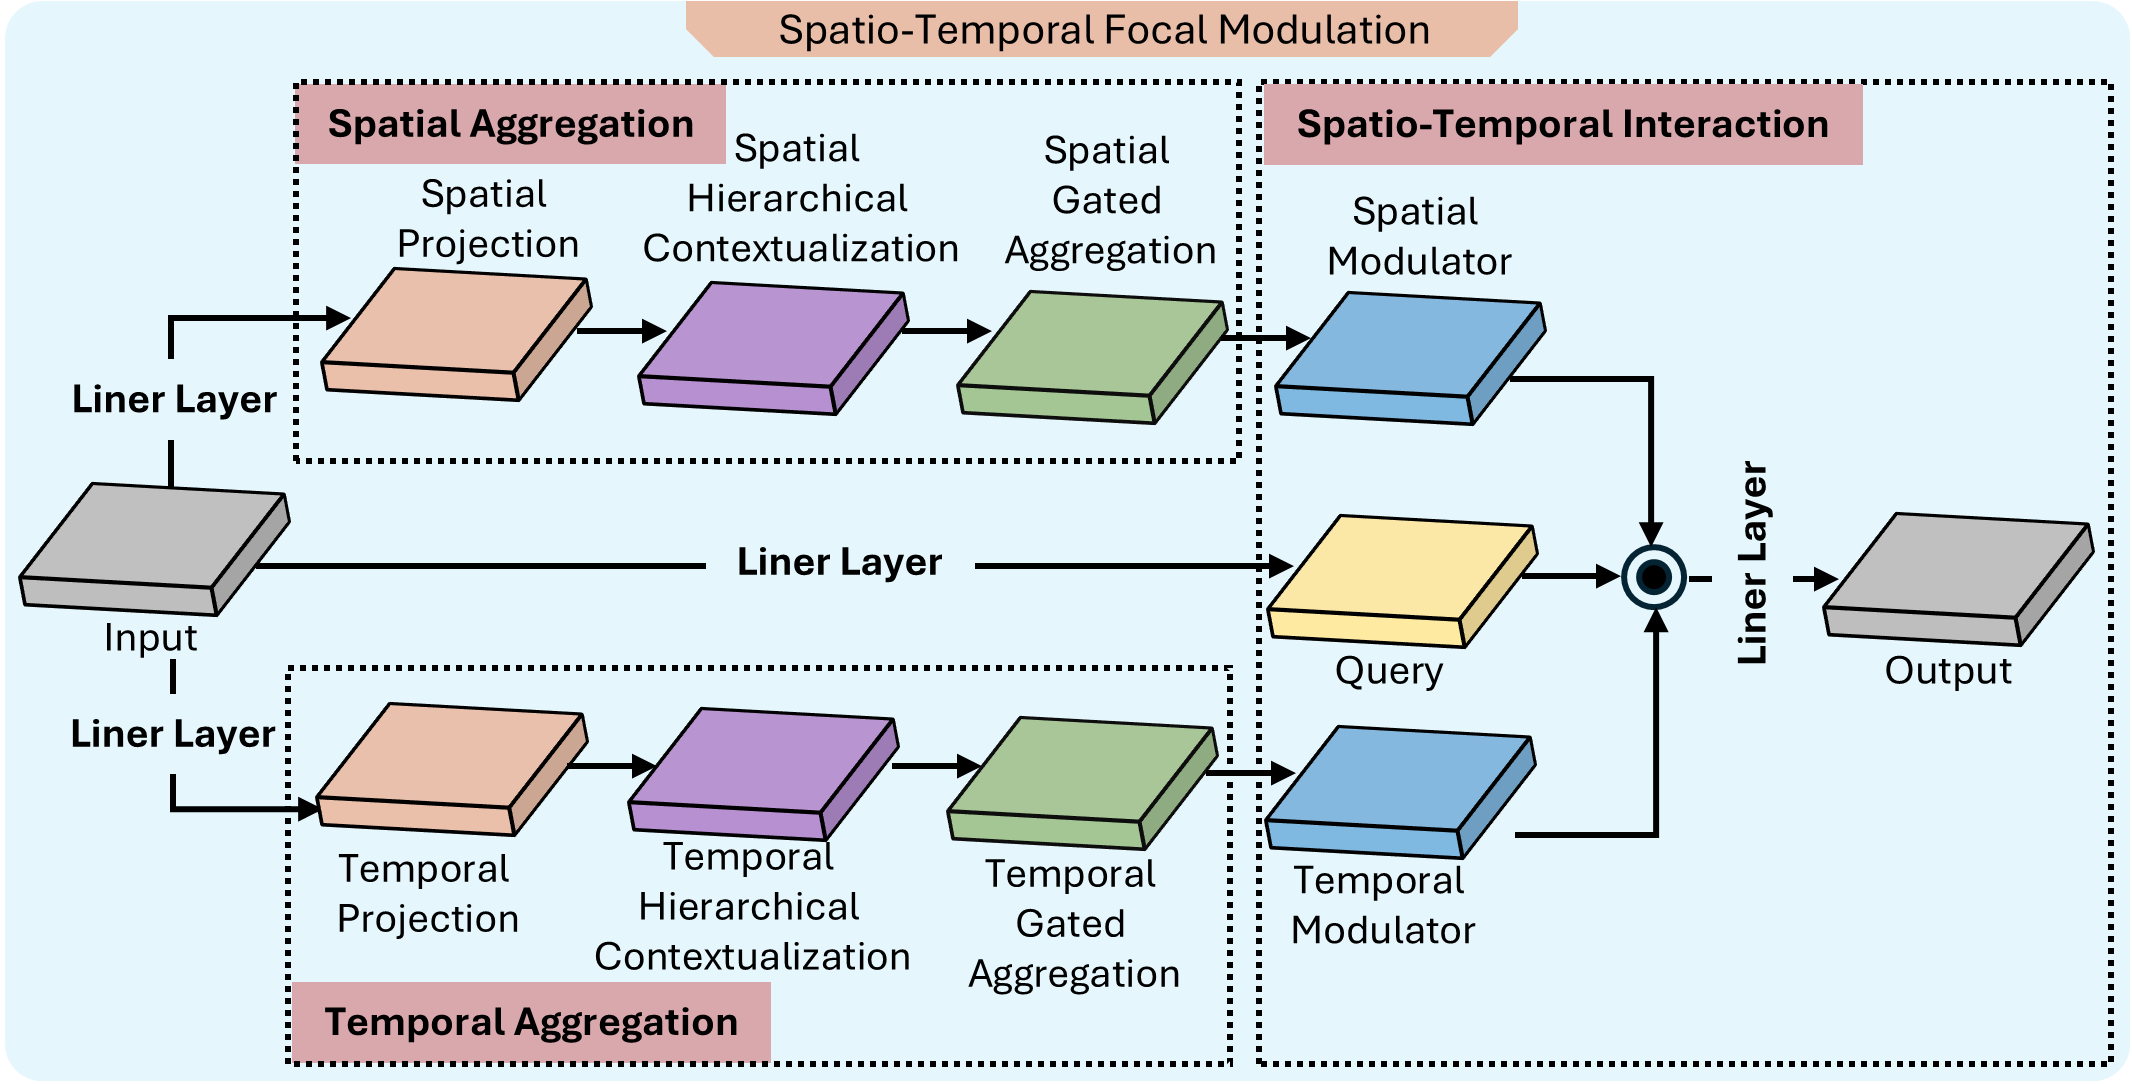 Spatio-Temporal Focal Modulation
Spatial Aggregation
Spatio-Temporal Interaction
Spatial
Projection
Spatial
Hierarchical
Contextualization
Spatial
Gated
Aggregation
Spatial
Modulator
Liner Layer
Input
Liner Layer
Query
Liner Layer
Output
Liner Layer
Temporal
Projection
Temporal
Hierarchical
Contextualization
Temporal
Gated
Aggregation
Temporal
Modulator
Temporal Aggregation